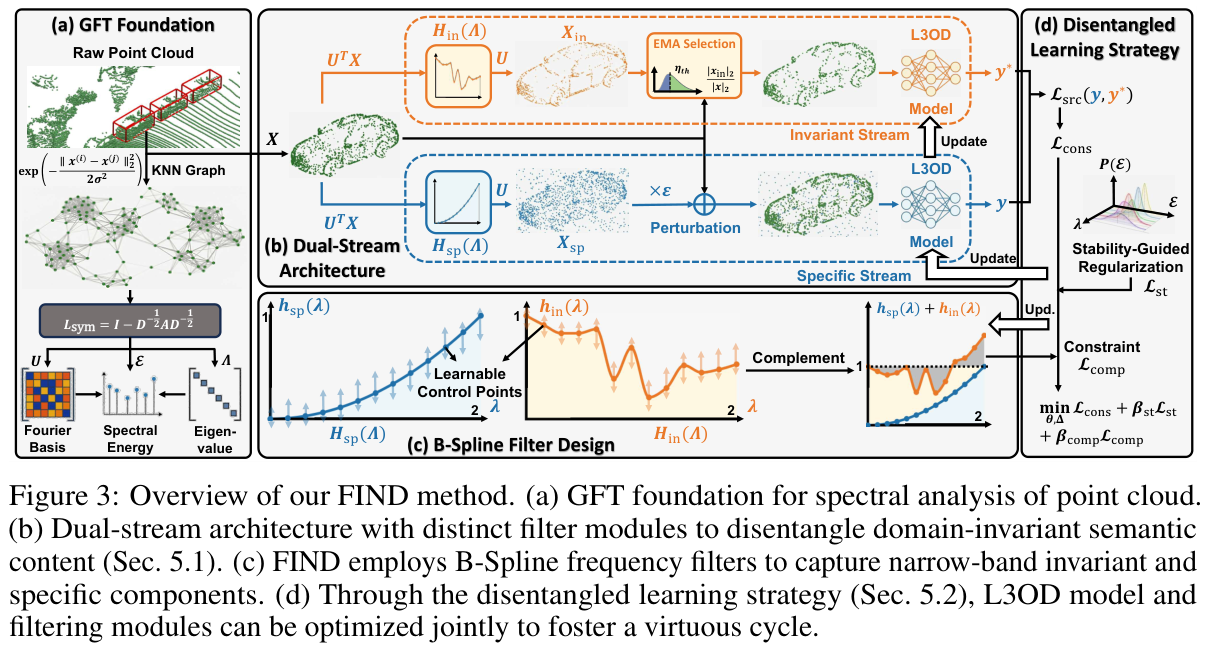 (a) GFT Foundation
Raw Point Cloud
exp(−‖x^(i) − x^(j)‖₂² / 2σ²)
KNN Graph
L_sym = I − D^(−1/2)AD^(−1/2)
U
ℰ
Λ
Fourier Basis
Spectral Energy
Eigen-value
X
U^T X
H_in(Λ)
U
X_in
EMA Selection
η_th
|x_in|₂ / |x|₂
L3OD
Model
y*
Invariant Stream
Update
U^T X
H_sp(Λ)
U
X_sp
×ε
Perturbation
L3OD
Model
y
Specific Stream
Update
(b) Dual-Stream
Architecture
h_sp(λ)
1
2
λ
H_sp(Λ)
Learnable
Control Points
h_in(λ)
1
2
λ
H_in(Λ)
Complement
h_sp(λ) + h_in(λ)
1
2
Upd.
(c) B-Spline Filter Design
(d) Disentangled
Learning Strategy
ℒ_src(y, y*)
ℒ_cons
P(ℰ)
ℰ
λ
Stability-Guided
Regularization
ℒ_st
Constraint
ℒ_comp
min_θ,Δ ℒ_cons + β_st ℒ_st
+ β_comp ℒ_comp
Figure 3: Overview of our FIND method. (a) GFT foundation for spectral analysis of point cloud.
(b) Dual-stream architecture with distinct filter modules to disentangle domain-invariant semantic
content (Sec. 5.1). (c) FIND employs B-Spline frequency filters to capture narrow-band invariant and
specific components. (d) Through the disentangled learning strategy (Sec. 5.2), L3OD model and
filtering modules can be optimized jointly to foster a virtuous cycle.